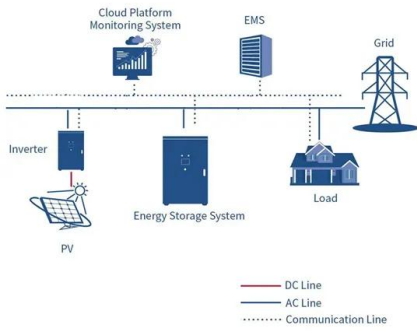 Cloud Platform
Monitoring System
EMS
Grid
Inverter
Energy Storage System
Load
PV
DC Line
AC Line
Communication Line